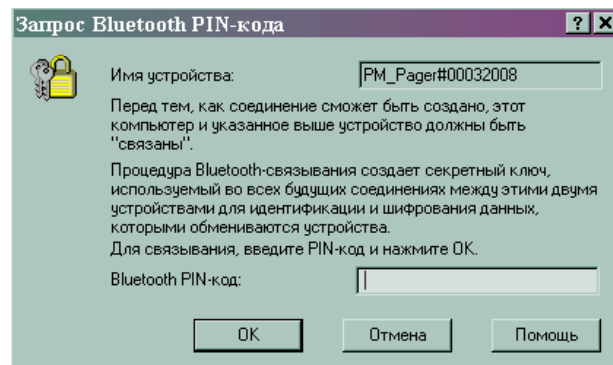 Запрос Bluetooth PIN-кода
Имя устройства: PM_Pager#00032008
Перед тем, как соединение сможет быть создано, этот
компьютер и указанное выше устройство должны быть
"связаны".
Процедура Bluetooth-связывания создает секретный ключ,
используемый во всех будущих соединениях между этими двумя
устройствами для идентификации и шифрования данных,
которыми обмениваются устройства.
Для связывания, введите PIN-код и нажмите OK.
Bluetooth PIN-код:
OK Отмена Помощь